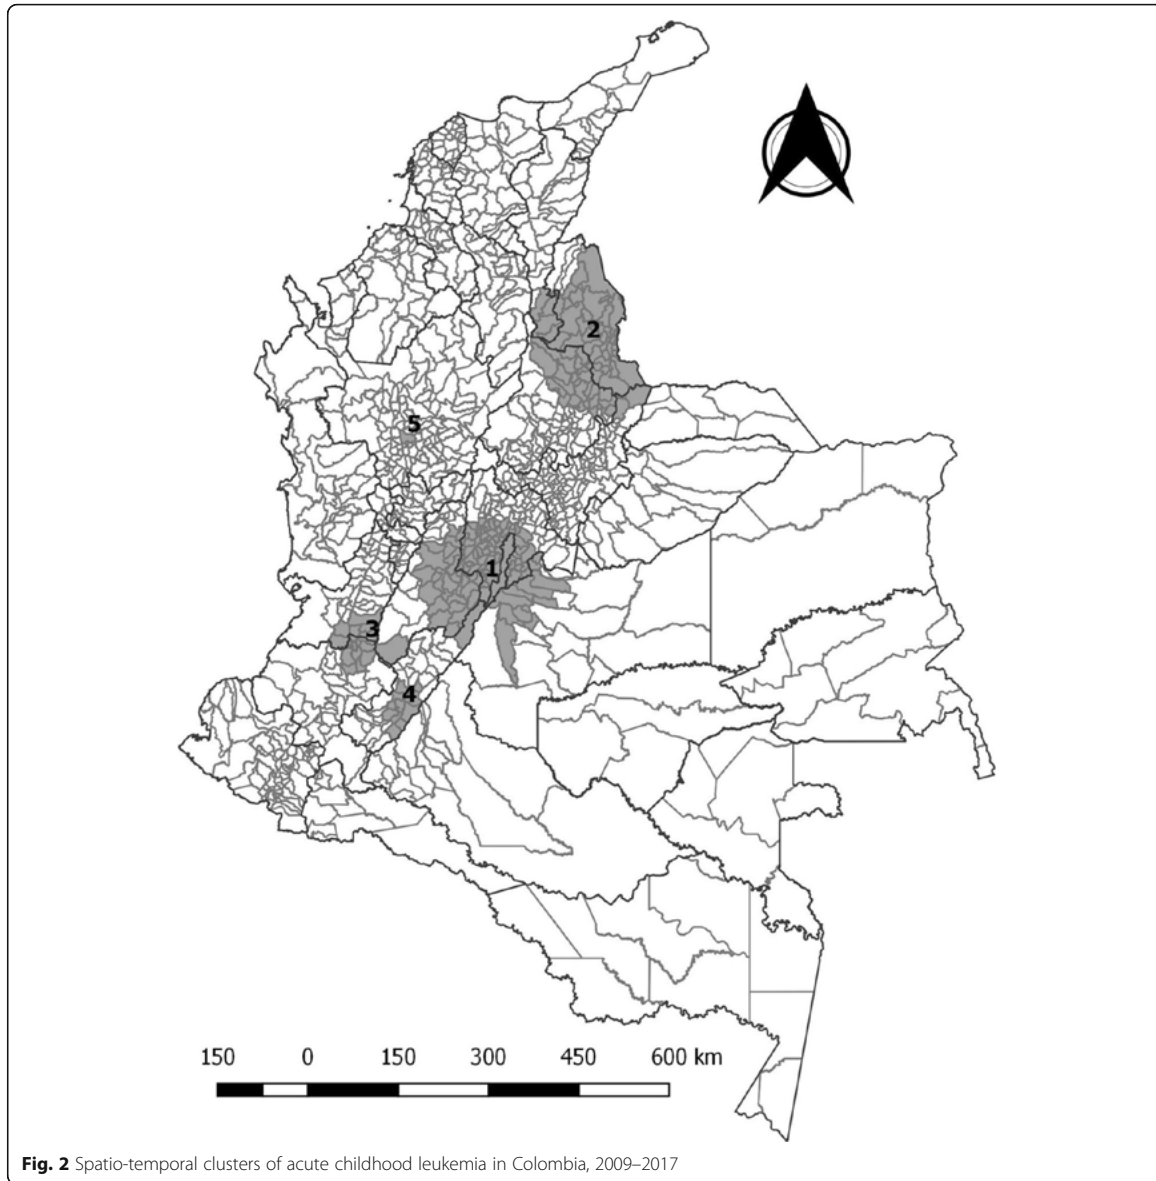 2
5
1
3
4
150 0 150 300 450 600 km
Fig. 2 Spatio-temporal clusters of acute childhood leukemia in Colombia, 2009–2017